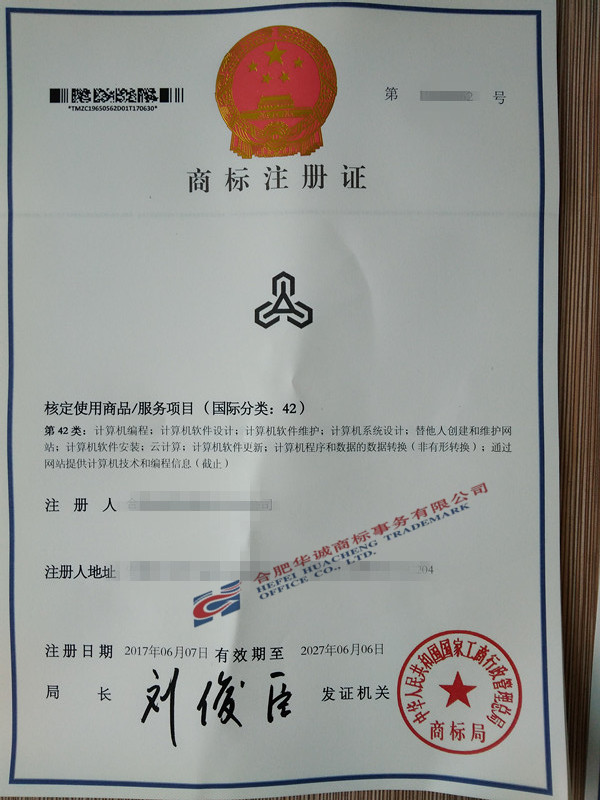 *TMZC19650562D01T170630*
第 2 号
商标注册证
核定使用商品/服务项目（国际分类：42）
第 42 类：计算机编程；计算机软件设计；计算机软件维护；计算机系统设计；替他人创建和维护网
站；计算机软件安装；云计算；计算机软件更新；计算机程序和数据的数据转换（非有形转换）；通过
网站提供计算机技术和编程信息（截止）
注册人 司
合肥华诚商标事务有限公司
HEFEI HUACHENG TRADEMARK
OFFICE CO., LTD.
注册人地址 04
注册日期 2017年06月07日 有效期至 2027年06月06日
局长 刘俊臣 发证机关
中华人民共和国国家工商行政管理总局
商标局